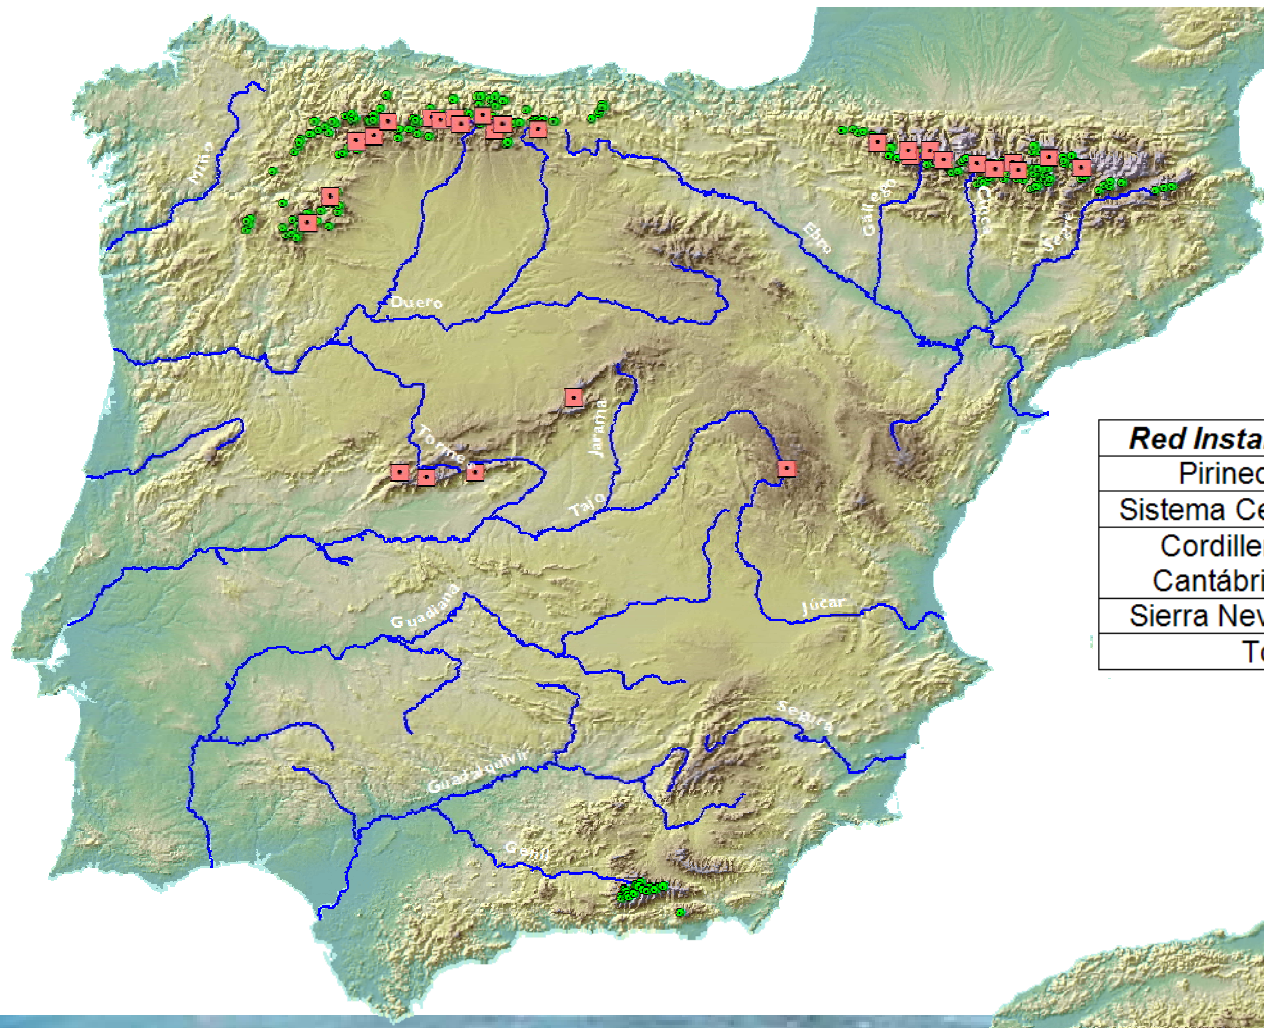 Miño
Duero
Ebro
Gállego
Cinca
Segre
Tormes
Jarama
Tajo
Guadiana
Júcar
Segura
Guadalquivir
Genil
Red Insta
Pirineo
Sistema Ce
Cordiller
Cantábri
Sierra Nev
To